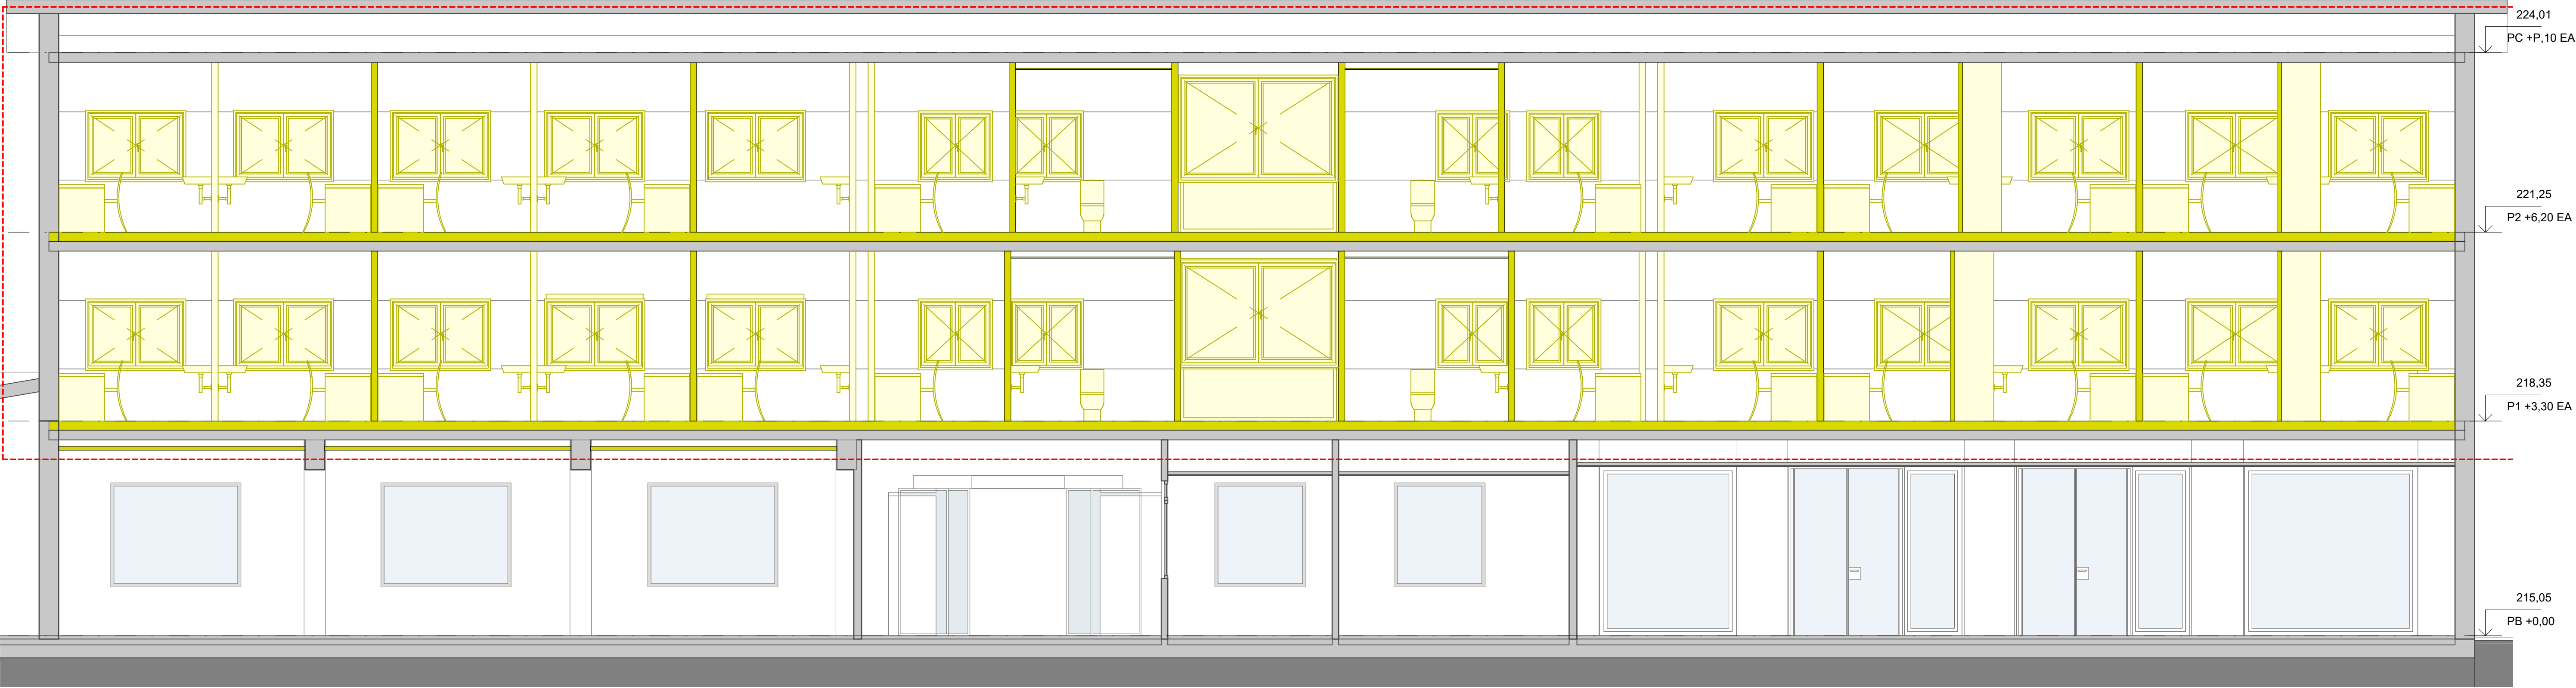 224,01
PC +P,10 EA
221,25
P2 +6,20 EA
218,35
P1 +3,30 EA
215,05
PB +0,00